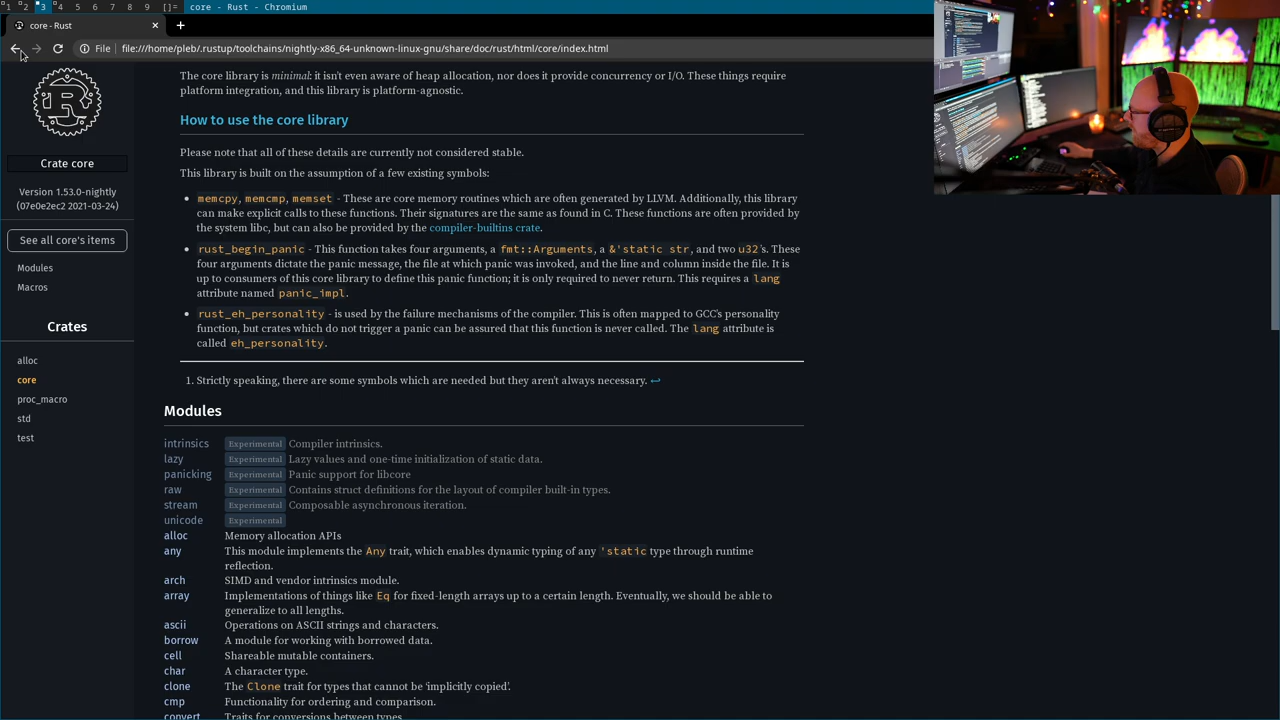 1 2 3 4 5 6 7 8 9 []= core - Rust - Chromium
core - Rust × +
File file:///home/ /.rustup/toolchains/nightly-x86_64-unknown-linux-gnu/share/doc/rust/html/core/index.html
Crate core
Version 1.53.0-nightly
(07e0e2ec2 2021-03-24)
See all core's items
Modules
Macros
Crates
alloc
core
proc_macro
std
test
The core library is minimal: it isn't even aware of heap allocation, nor does it provide concurrency or I/O. These things require
platform integration, and this library is platform-agnostic.
How to use the core library
Please note that all of these details are currently not considered stable.
This library is built on the assumption of a few existing symbols:
• memcpy, memcmp, memset - These are core memory routines which are often generated by LLVM. Additionally, this library
can make explicit calls to these functions. Their signatures are the same as found in C. These functions are often provided by
the system libc, but can also be provided by the compiler-builtins crate.
• rust_begin_panic - This function takes four arguments, a fmt::Arguments, a &'static str, and two u32's. These
four arguments dictate the panic message, the file at which panic was invoked, and the line and column inside the file. It is
up to consumers of this core library to define this panic function; it is only required to never return. This requires a lang
attribute named panic_impl.
• rust_eh_personality - is used by the failure mechanisms of the compiler. This is often mapped to GCC's personality
function, but crates which do not trigger a panic can be assured that this function is never called. The lang attribute is
called eh_personality.
1. Strictly speaking, there are some symbols which are needed but they aren't always necessary. ↩
Modules
intrinsics Experimental Compiler intrinsics.
lazy Experimental Lazy values and one-time initialization of static data.
panicking Experimental Panic support for libcore
raw Experimental Contains struct definitions for the layout of compiler built-in types.
stream Experimental Composable asynchronous iteration.
unicode Experimental
alloc Memory allocation APIs
any This module implements the Any trait, which enables dynamic typing of any 'static type through runtime
reflection.
arch SIMD and vendor intrinsics module.
array Implementations of things like Eq for fixed-length arrays up to a certain length. Eventually, we should be able to
generalize to all lengths.
ascii Operations on ASCII strings and characters.
borrow A module for working with borrowed data.
cell Shareable mutable containers.
char A character type.
clone The Clone trait for types that cannot be 'implicitly copied'.
cmp Functionality for ordering and comparison.
convert Traits for conversions between types